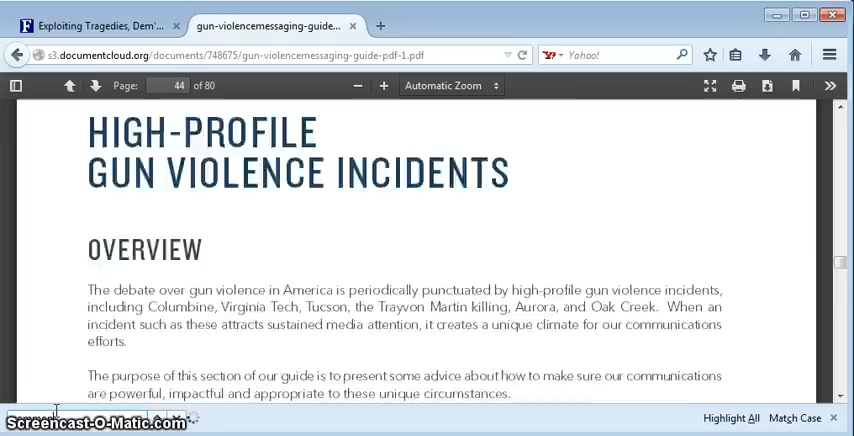 Exploiting Tragedies, Dem'...
gun-violencemessaging-guide...
s3.documentcloud.org/documents/748675/gun-violencemessaging-guide-pdf-1.pdf
Yahoo!
Page: 44 of 80
Automatic Zoom
HIGH-PROFILE
GUN VIOLENCE INCIDENTS
OVERVIEW
The debate over gun violence in America is periodically punctuated by high-profile gun violence incidents,
including Columbine, Virginia Tech, Tucson, the Trayvon Martin killing, Aurora, and Oak Creek. When an
incident such as these attracts sustained media attention, it creates a unique climate for our communications
efforts.
The purpose of this section of our guide is to present some advice about how to make sure our communications
are powerful, impactful and appropriate to these unique circumstances.
Highlight All Match Case
Screencast-O-Matic.com